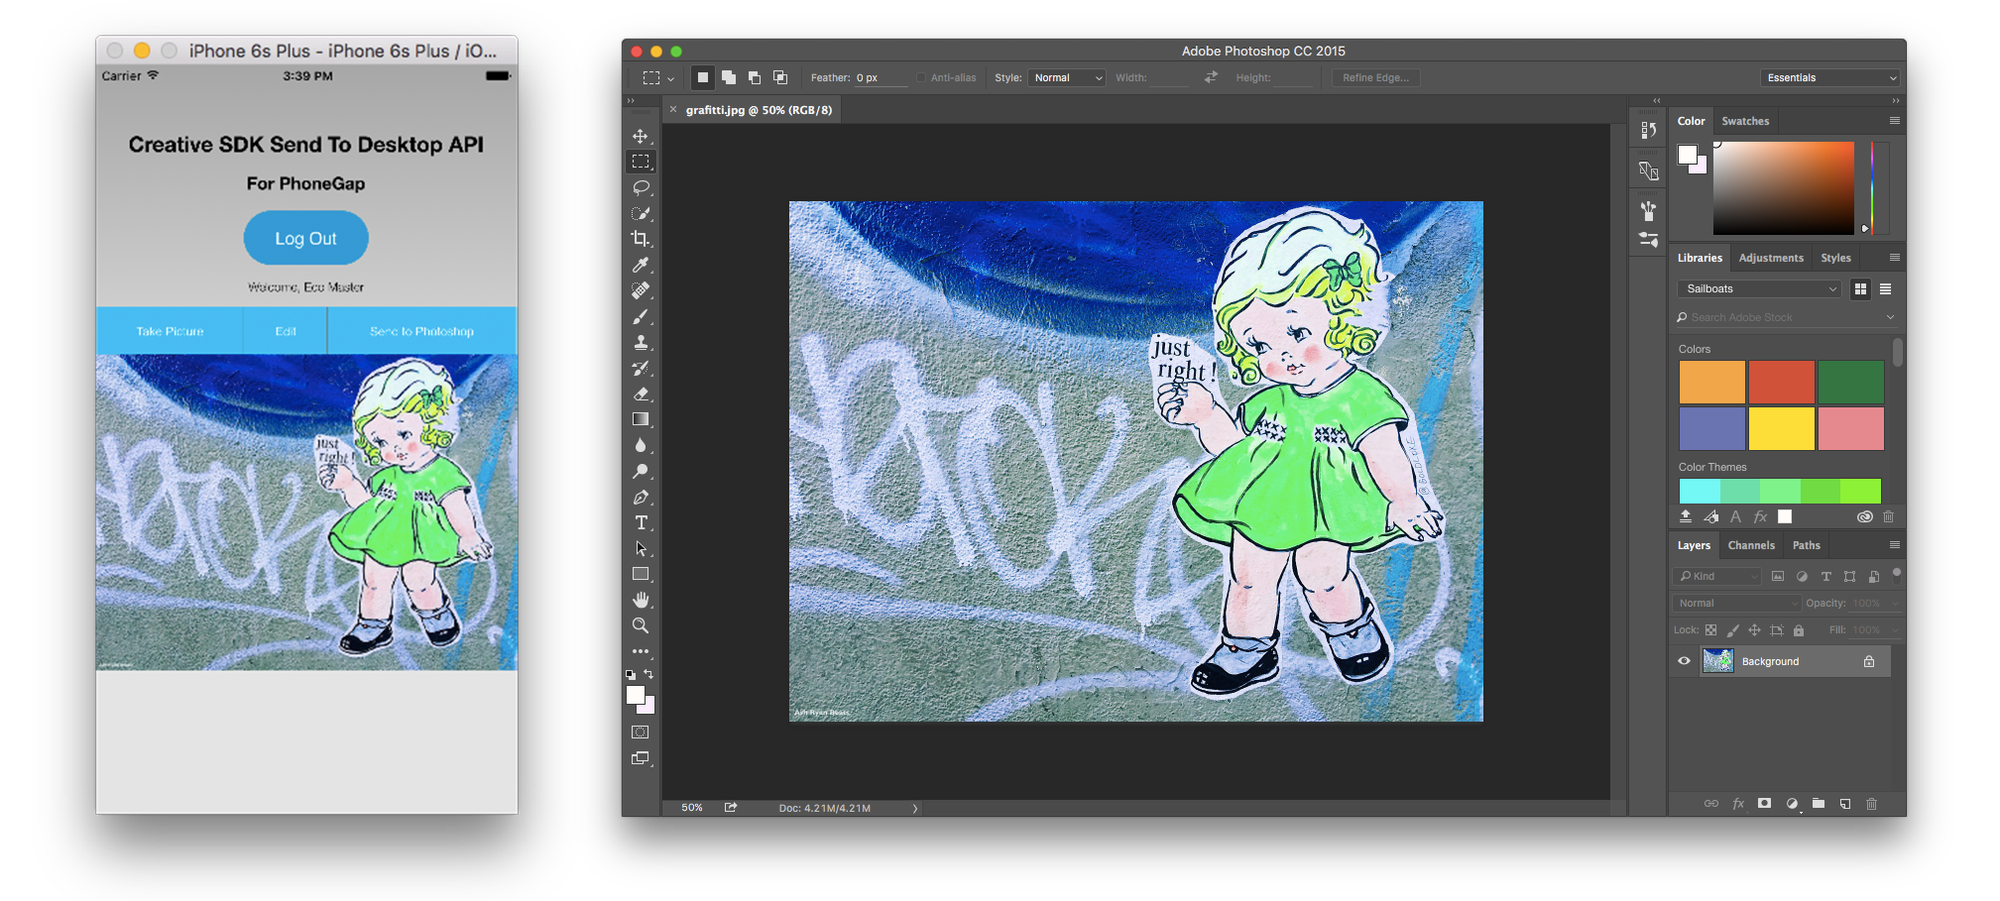 iPhone 6s Plus - iPhone 6s Plus / iO...
Carrier 3:39 PM
Creative SDK Send To Desktop API
For PhoneGap
Log Out
Welcome, Eco Master
Take Picture Edit Send to Photoshop
just
right!
Adobe Photoshop CC 2015
Feather: 0 px Anti-alias Style: Normal Width: Height: Refine Edge... Essentials
grafitti.jpg @ 50% (RGB/8)
just
right!
@GOLDLOXE
50% Doc: 4.21M/4.21M
Color Swatches
Libraries Adjustments Styles
Sailboats
Search Adobe Stock
Colors
Color Themes
Layers Channels Paths
Kind
Normal Opacity: 100%
Lock: Fill: 100%
Background